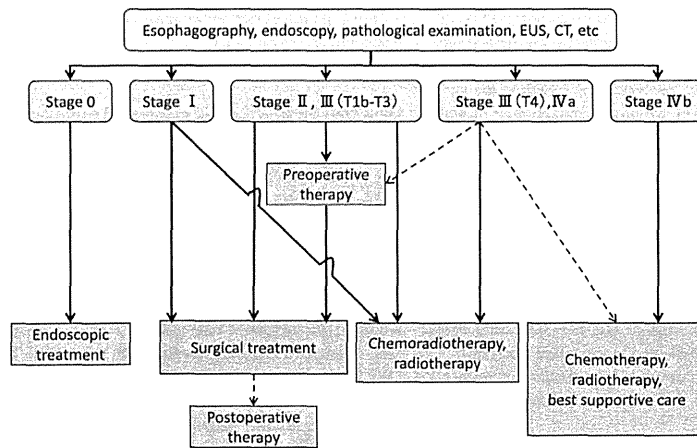 Esophagography, endoscopy, pathological examination, EUS, CT, etc
Stage 0
Stage Ⅰ
Stage Ⅱ, Ⅲ (T1b-T3)
Stage Ⅲ (T4),Ⅳa
Stage Ⅳb
Preoperative
therapy
Endoscopic
treatment
Surgical treatment
Chemoradiotherapy,
radiotherapy
Chemotherapy,
radiotherapy,
best supportive care
Postoperative
therapy